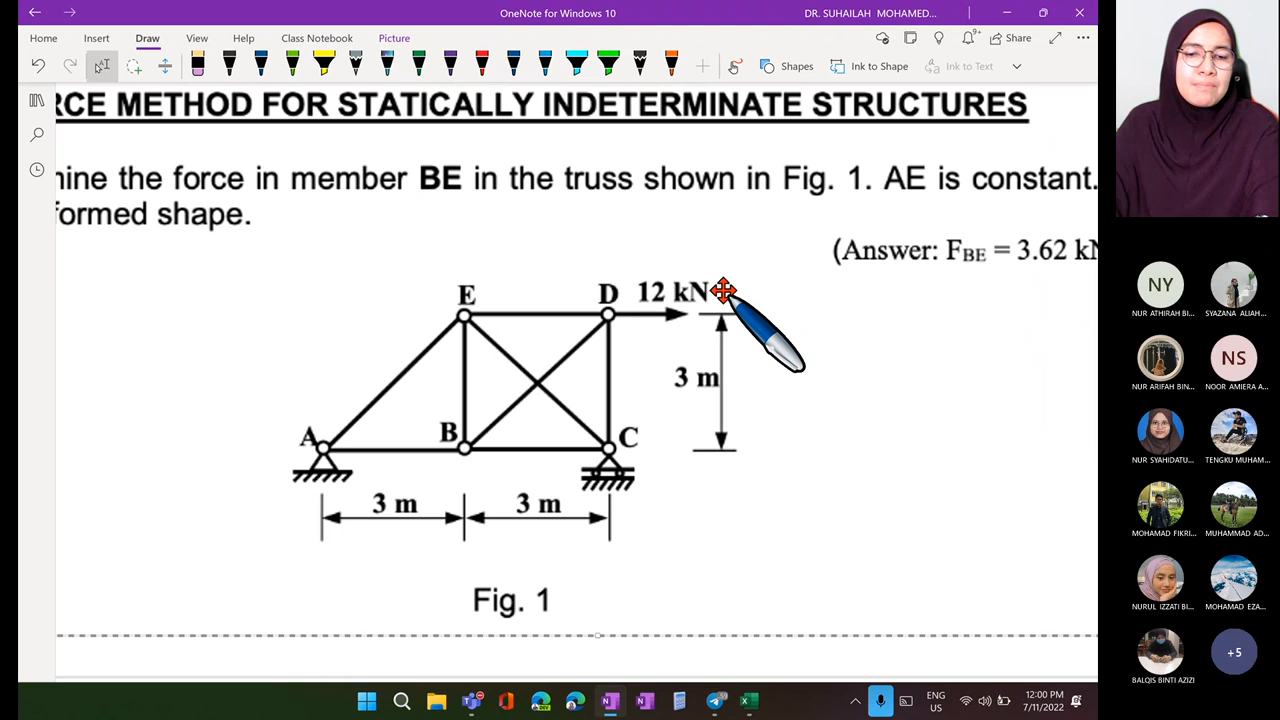 OneNote for Windows 10
DR. SUHAILAH MOHAMED...
Home Insert Draw View Help Class Notebook Picture
9+ Share
Shapes Ink to Shape Ink to Text
RCE METHOD FOR STATICALLY INDETERMINATE STRUCTURES
nine the force in member BE in the truss shown in Fig. 1. AE is constant.
formed shape.
(Answer: FBE = 3.62 kN
E D 12 kN
3 m
A B C
3 m 3 m
Fig. 1
NY
NUR ATHIRAH BI...
SYAZANA ALIAH...
NUR ARIFAH BIN...
NS
NOOR AMIERA A...
NUR SYAHIDATU...
TENGKU MUHAM...
MOHAMAD FIKRI...
MUHAMMAD AD...
NURUL IZZATI BI...
MOHAMAD EZA...
BALQIS BINTI AZIZI
+5
ENG
US
12:00 PM
7/11/2022